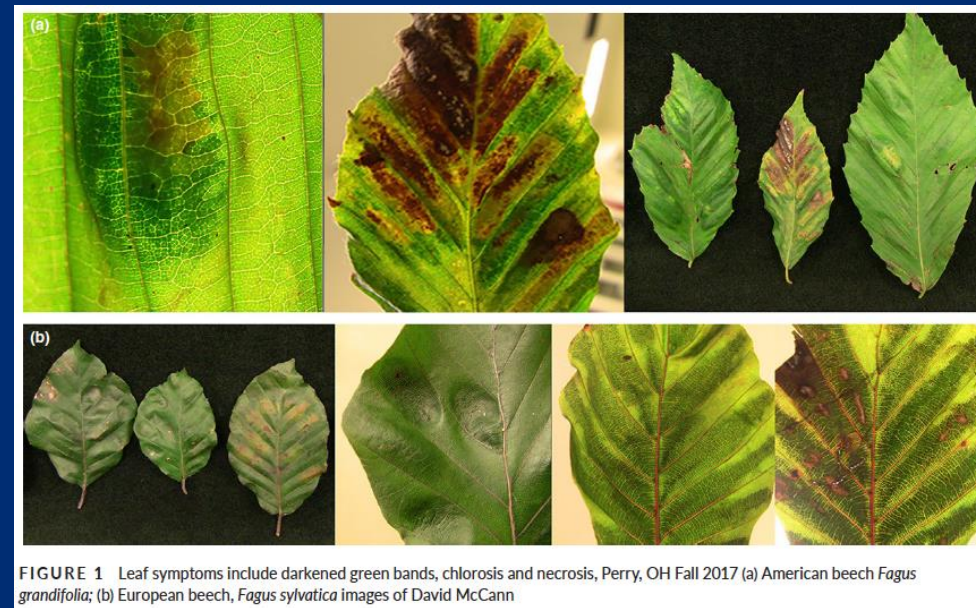 (a)
(b)
FIGURE 1 Leaf symptoms include darkened green bands, chlorosis and necrosis, Perry, OH Fall 2017 (a) American beech Fagus
grandifolia; (b) European beech, Fagus sylvatica images of David McCann